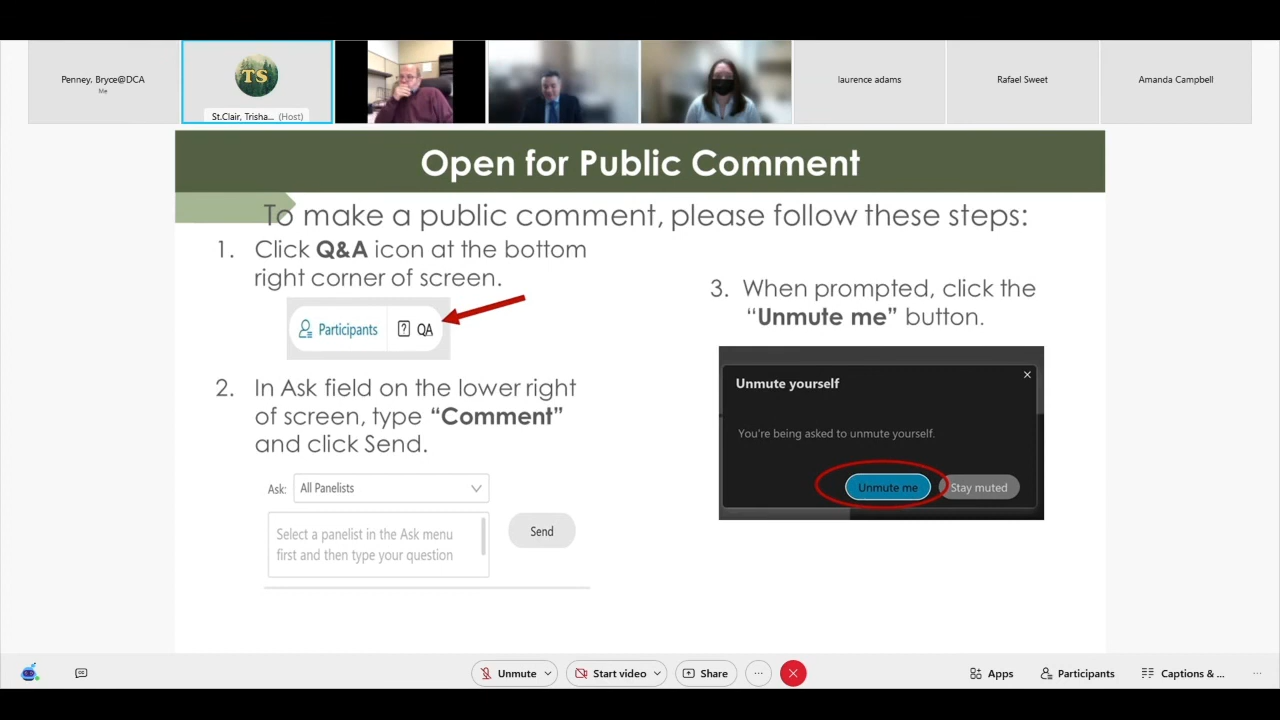 Penney, Bryce@DCA
Me
TS
St.Clair, Trisha... (Host)
laurence adams
Rafael Sweet
Amanda Campbell
Open for Public Comment
To make a public comment, please follow these steps:
1. Click Q&A icon at the bottom
right corner of screen.
Participants
? QA
2. In Ask field on the lower right
of screen, type “Comment”
and click Send.
Ask: All Panelists
Select a panelist in the Ask menu
first and then type your question
Send
3. When prompted, click the
“Unmute me” button.
Unmute yourself
You're being asked to unmute yourself.
Unmute me
Stay muted
Unmute
Start video
Share
Apps
Participants
Captions & ...